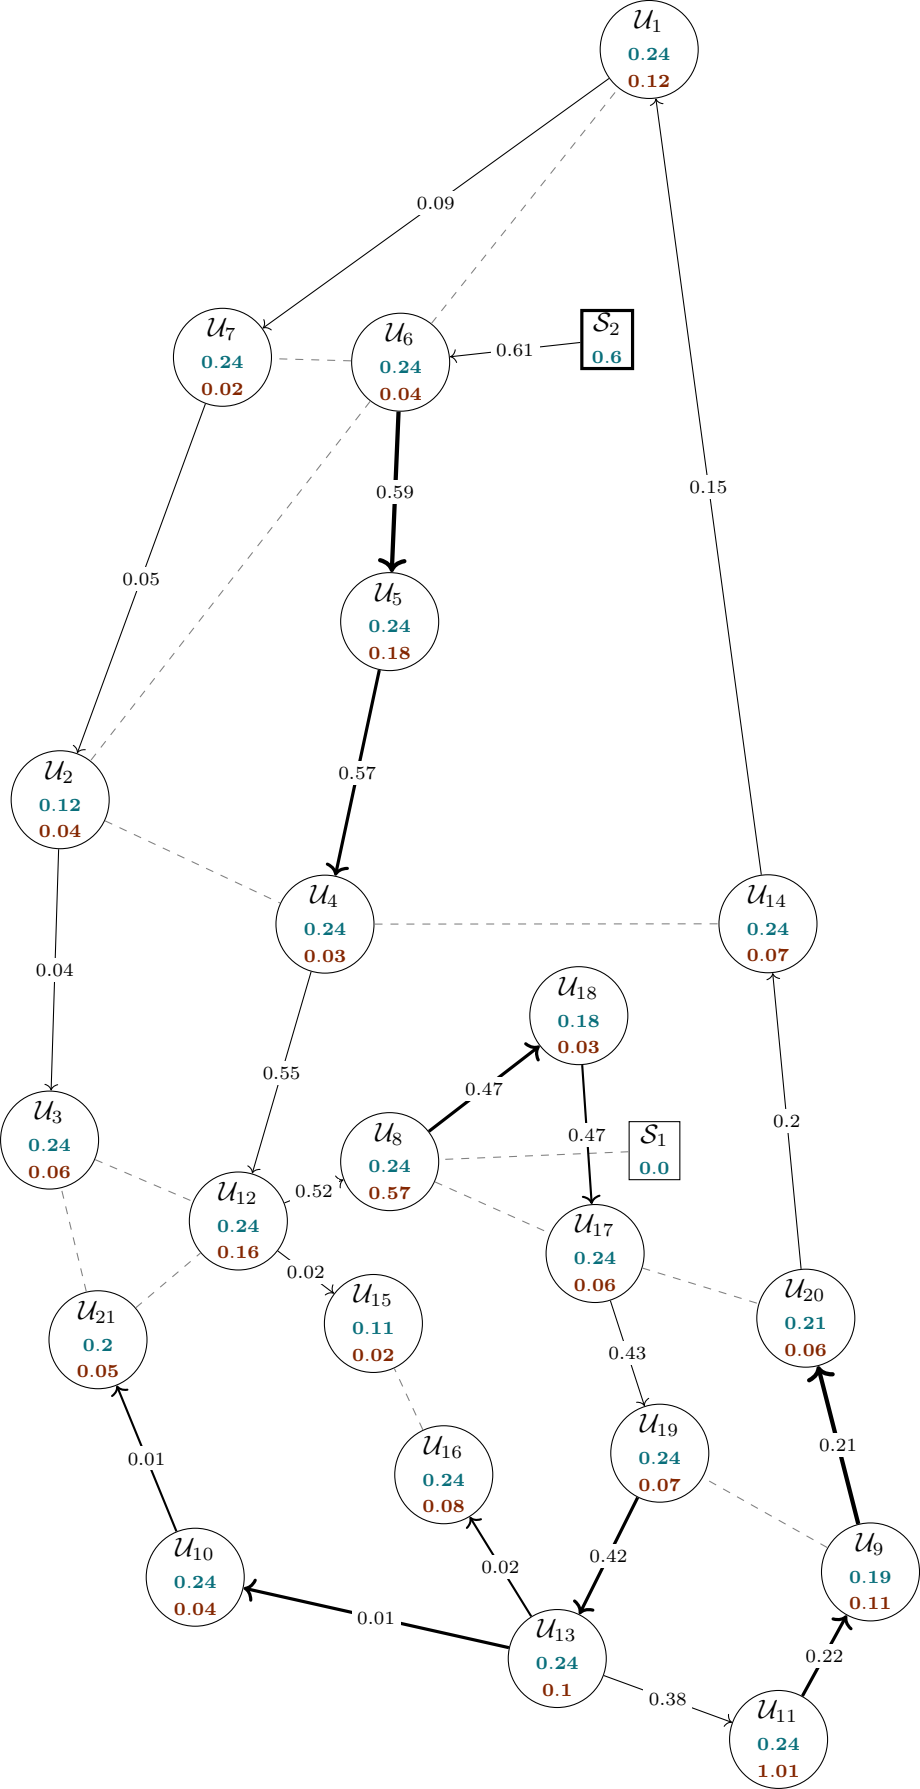 𝒰₁
0.24
0.12
0.09
𝒰₇
0.24
0.02
𝒰₆
0.24
0.04
0.61
𝒮₂
0.6
0.59
0.15
0.05
𝒰₅
0.24
0.18
𝒰₂
0.12
0.04
0.57
𝒰₄
0.24
0.03
𝒰₁₄
0.24
0.07
0.04
𝒰₁₈
0.18
0.03
0.55
0.47
𝒰₃
0.24
0.06
𝒰₈
0.24
0.57
0.47
𝒮₁
0.0
0.2
𝒰₁₂
0.24
0.16
0.52
𝒰₁₇
0.24
0.06
0.02
𝒰₁₅
0.11
0.02
𝒰₂₀
0.21
0.06
𝒰₂₁
0.2
0.05
0.43
0.01
𝒰₁₆
0.24
0.08
𝒰₁₉
0.24
0.07
0.21
𝒰₁₀
0.24
0.04
0.02
0.42
𝒰₉
0.19
0.11
0.01
𝒰₁₃
0.24
0.1
0.22
0.38
𝒰₁₁
0.24
1.01